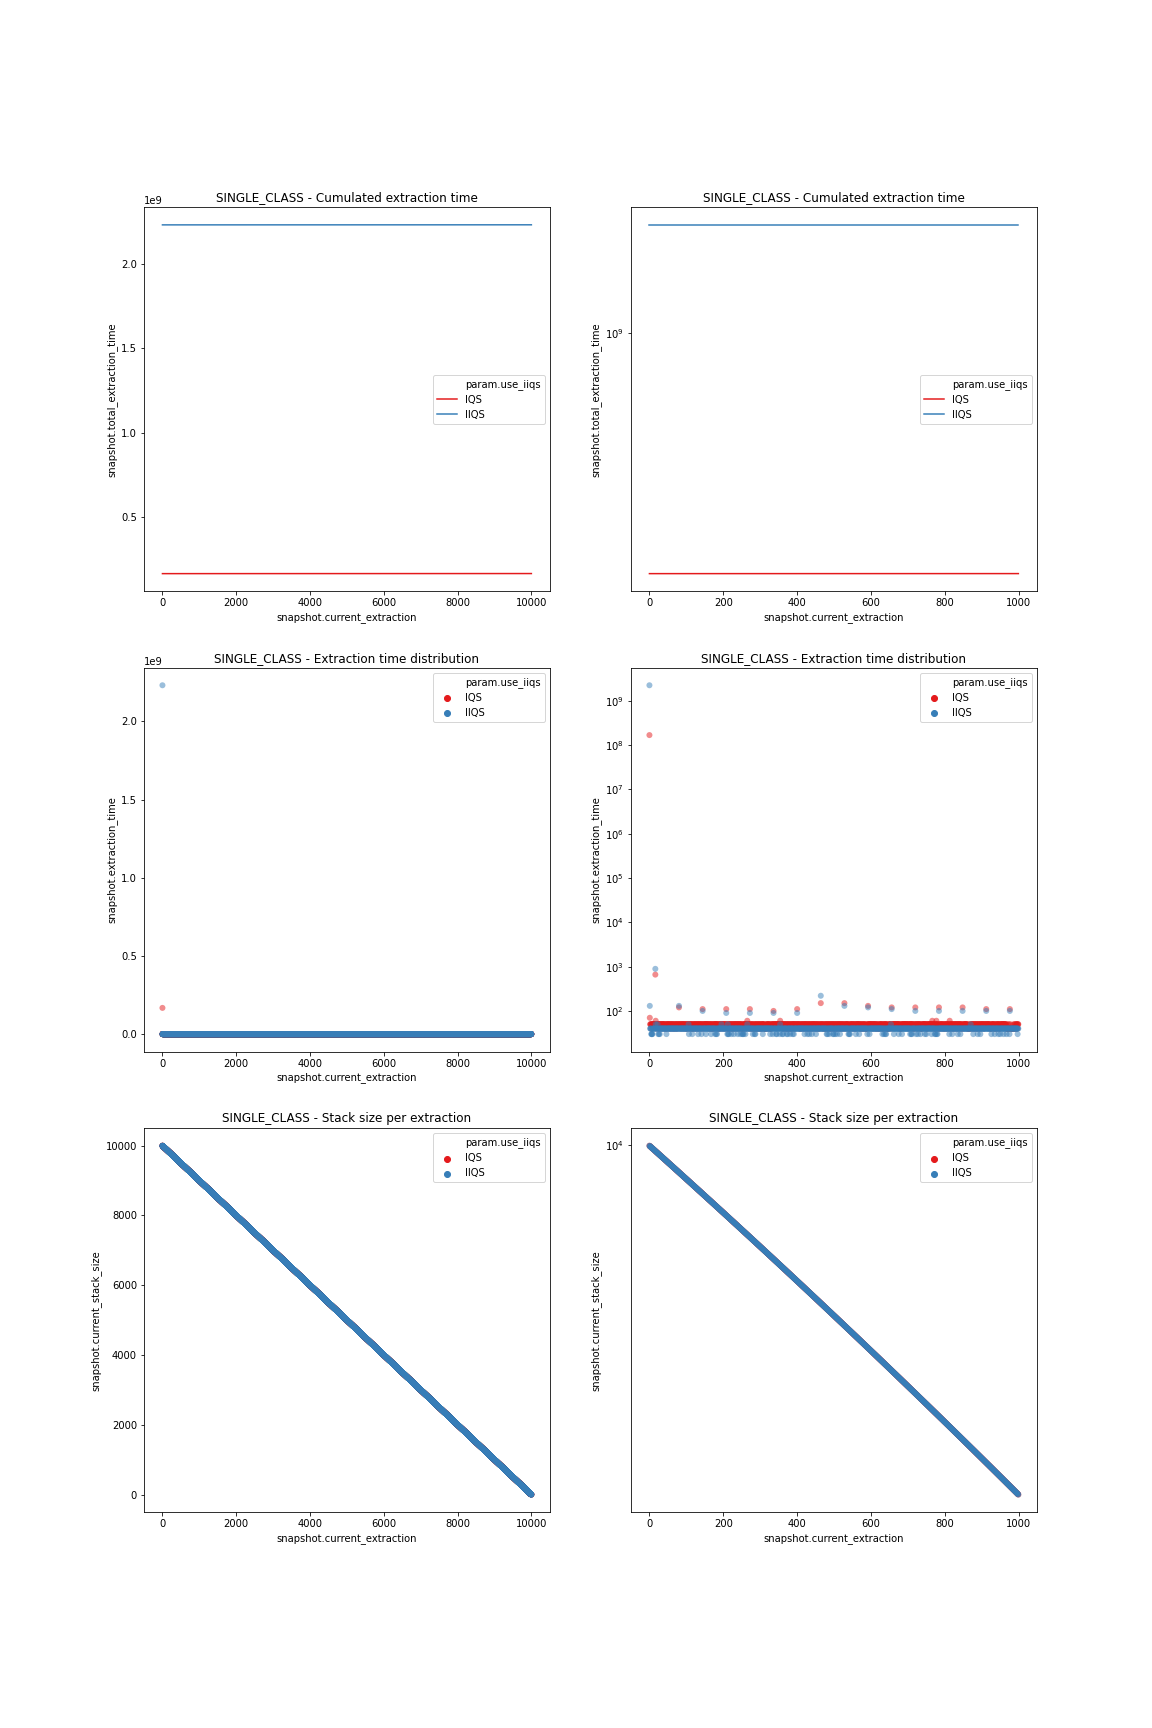 SINGLE_CLASS - Cumulated extraction time
1e9
2.0
1.5
1.0
0.5
snapshot.total_extraction_time
param.use_iiqs
IQS
IIQS
0 2000 4000 6000 8000 10000
snapshot.current_extraction
SINGLE_CLASS - Cumulated extraction time
10⁹
snapshot.total_extraction_time
param.use_iiqs
IQS
IIQS
0 200 400 600 800 1000
snapshot.current_extraction
SINGLE_CLASS - Extraction time distribution
1e9
2.0
1.5
1.0
0.5
0.0
snapshot.extraction_time
param.use_iiqs
IQS
IIQS
0 2000 4000 6000 8000 10000
snapshot.current_extraction
SINGLE_CLASS - Extraction time distribution
10⁹
10⁸
10⁷
10⁶
10⁵
10⁴
10³
10²
snapshot.extraction_time
param.use_iiqs
IQS
IIQS
0 200 400 600 800 1000
snapshot.current_extraction
SINGLE_CLASS - Stack size per extraction
10000
8000
6000
4000
2000
0
snapshot.current_stack_size
param.use_iiqs
IQS
IIQS
0 2000 4000 6000 8000 10000
snapshot.current_extraction
SINGLE_CLASS - Stack size per extraction
10⁴
snapshot.current_stack_size
param.use_iiqs
IQS
IIQS
0 200 400 600 800 1000
snapshot.current_extraction